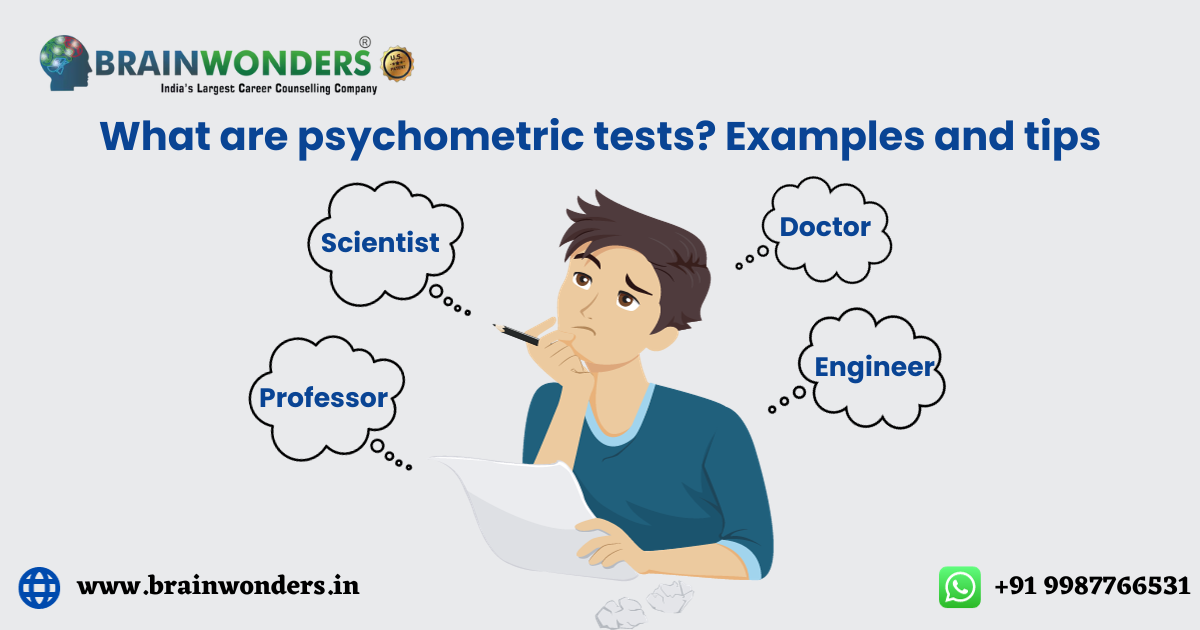 BRAINWONDERS®
U.S.
PATENT
India's Largest Career Counselling Company
What are psychometric tests? Examples and tips
Scientist
Doctor
Professor
Engineer
www.brainwonders.in
+91 9987766531